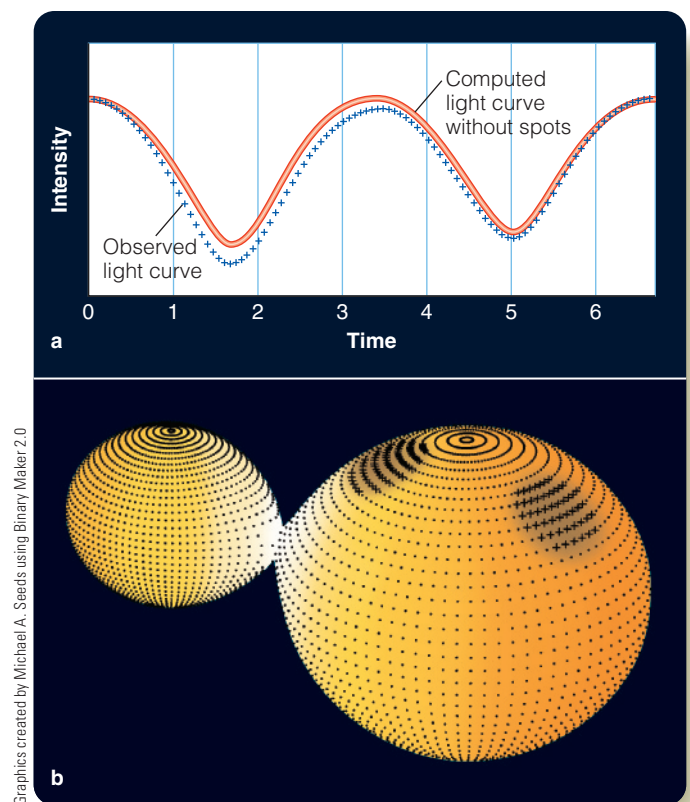 Intensity
Computed
light curve
without spots
Observed
light curve
0 1 2 3 4 5 6
a
Time
b
Graphics created by Michael A. Seeds using Binary Maker 2.0